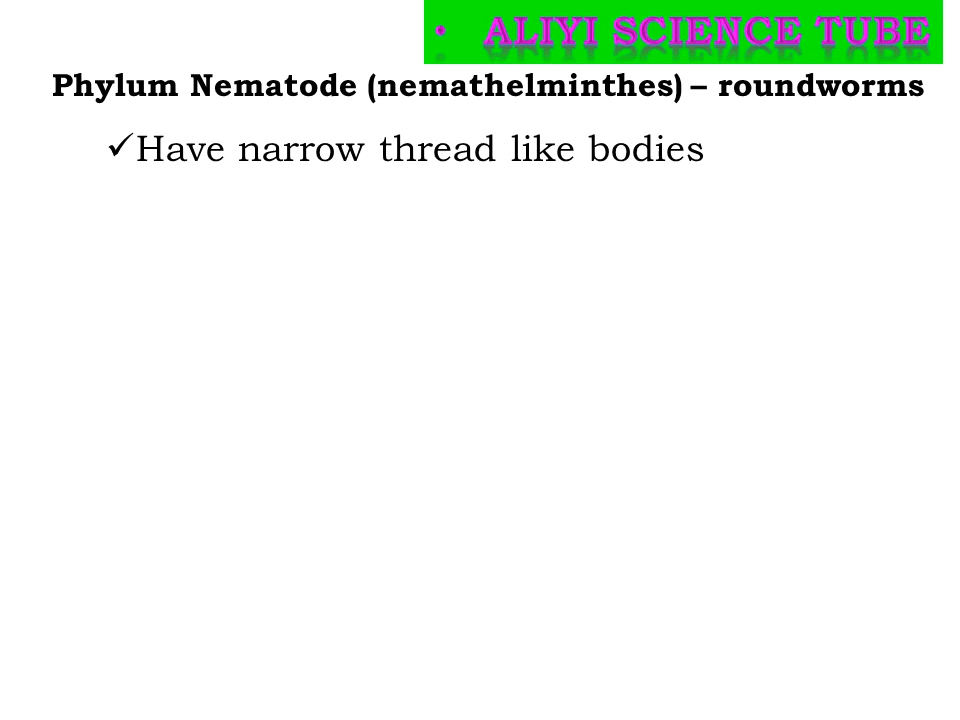 • ALIYI SCIENCE TUBE
Phylum Nematode (nemathelminthes) – roundworms
✓ Have narrow thread like bodies